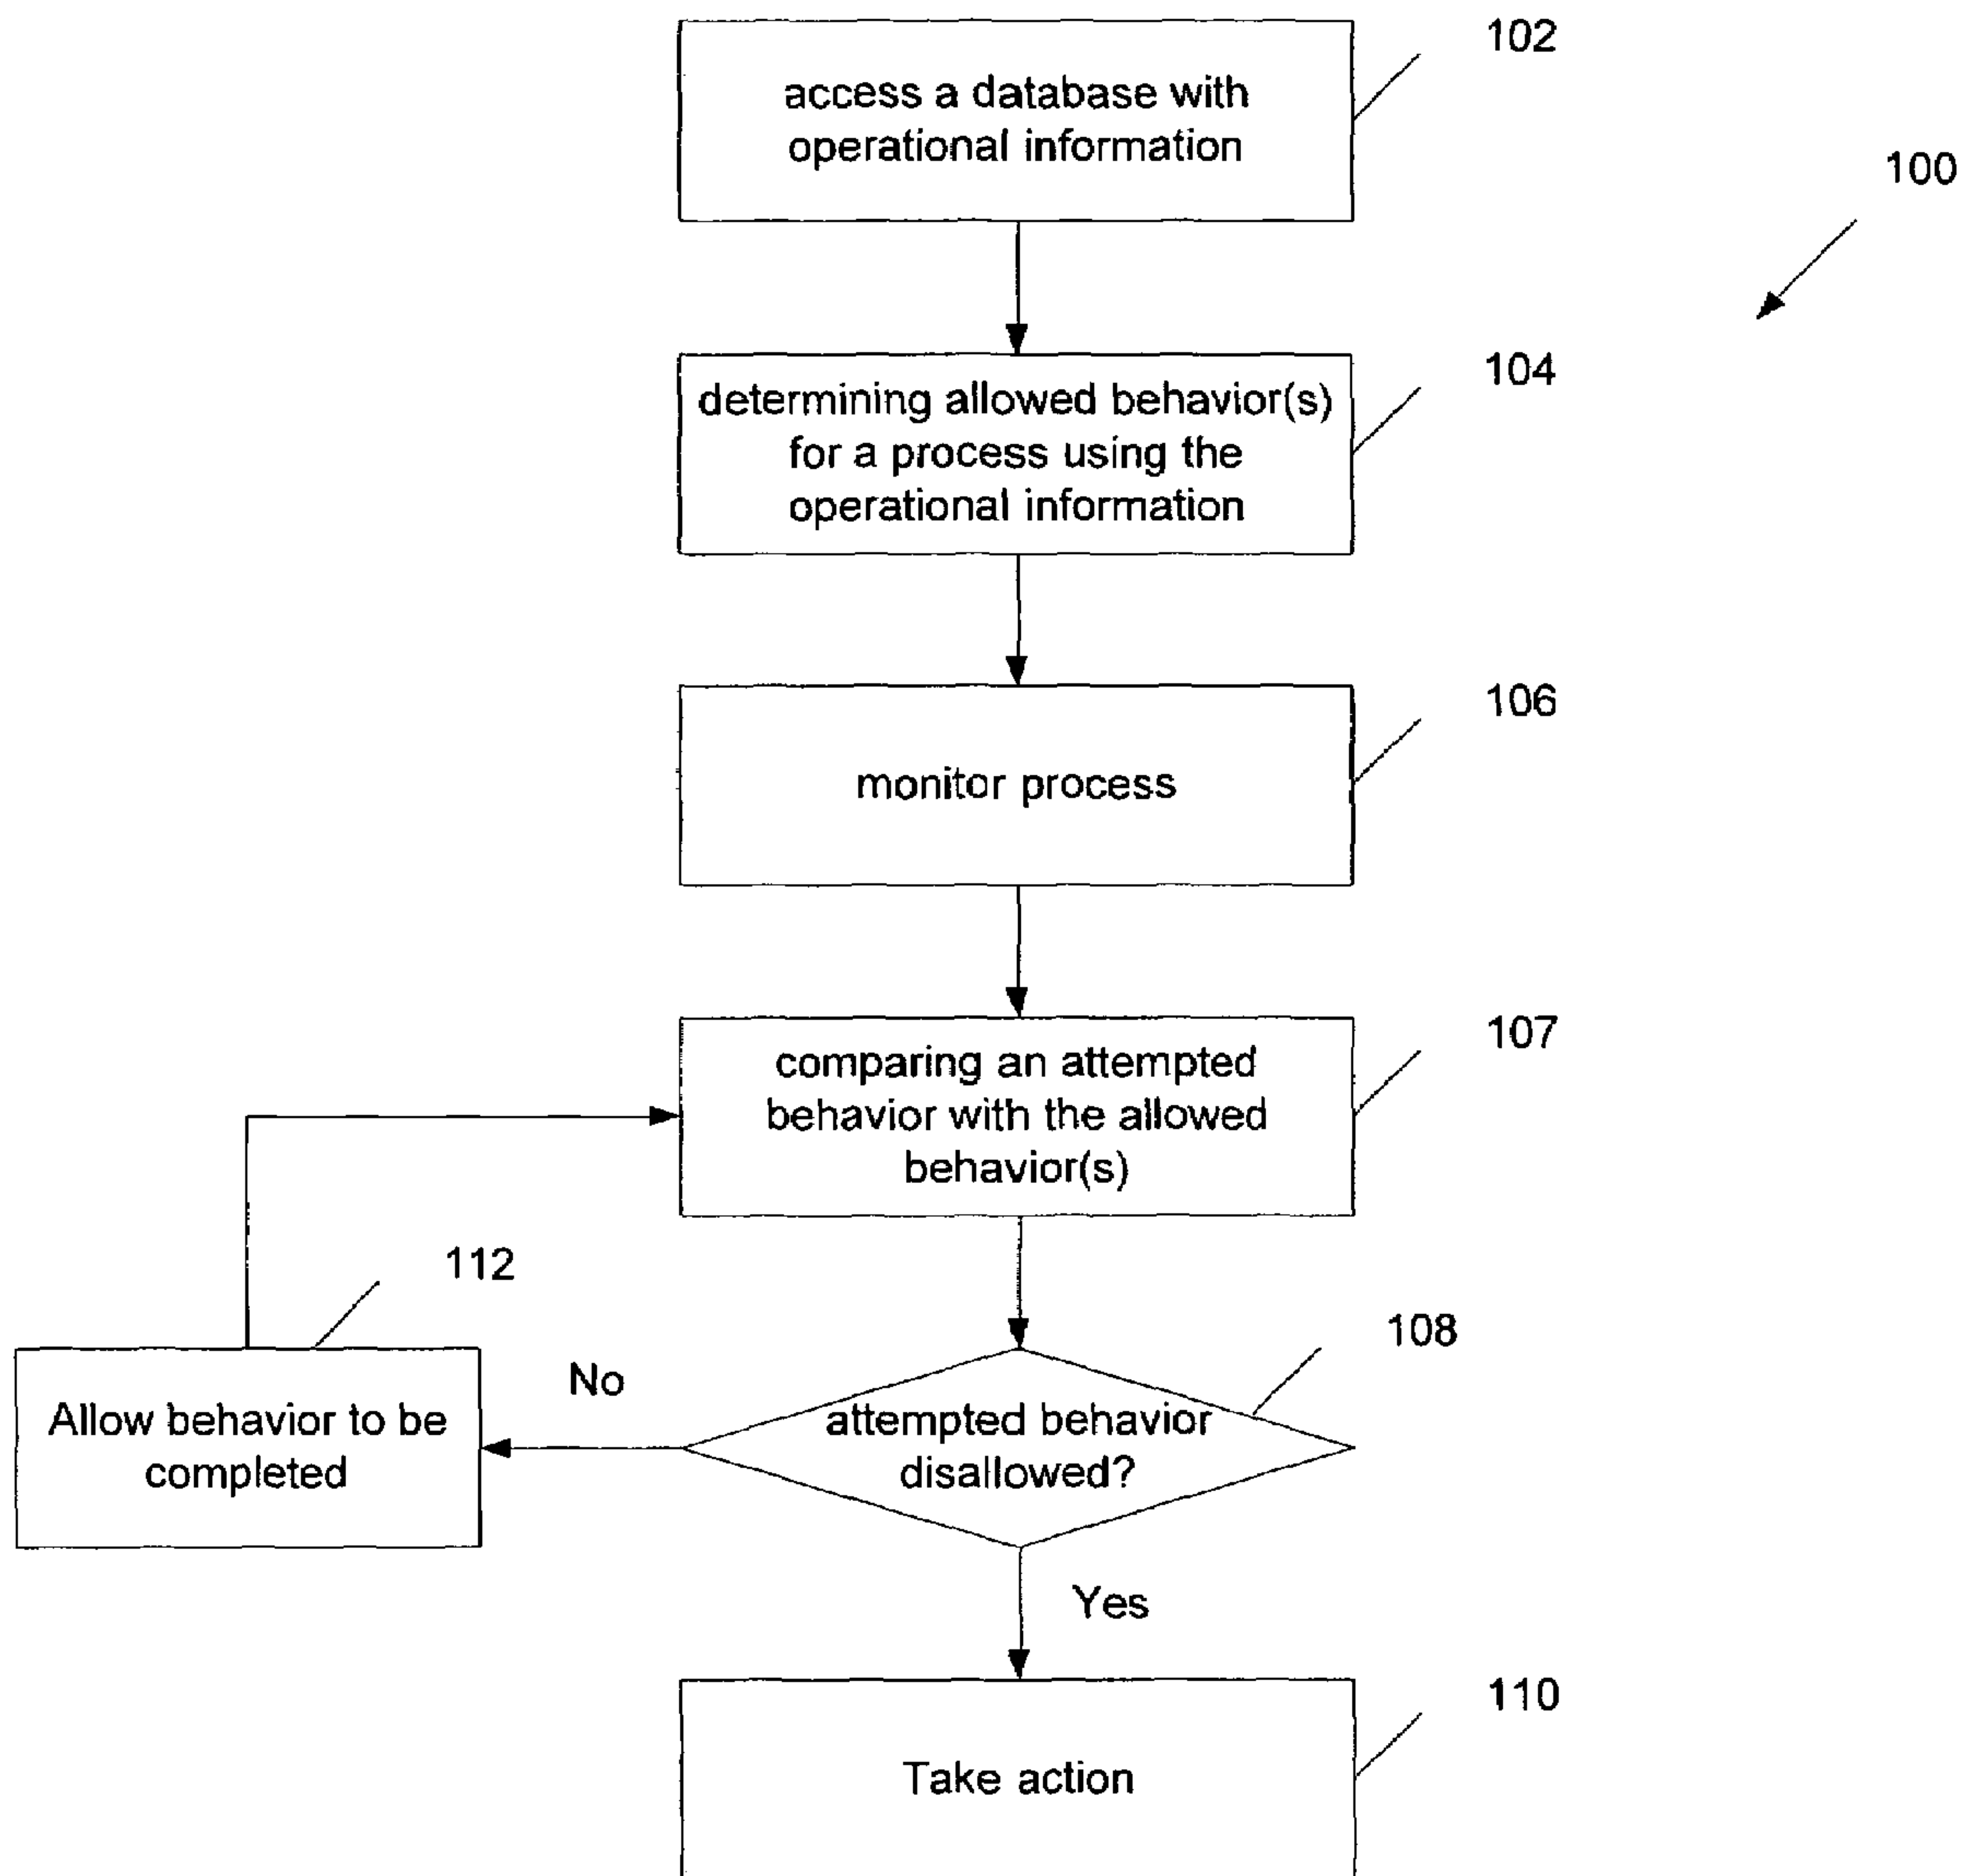 102
access a database with
operational information
100
104
determining allowed behavior(s)
for a process using the
operational information
106
monitor process
107
comparing an attempted
behavior with the allowed
behavior(s)
112
108
No
Allow behavior to be
completed
attempted behavior
disallowed?
Yes
110
Take action